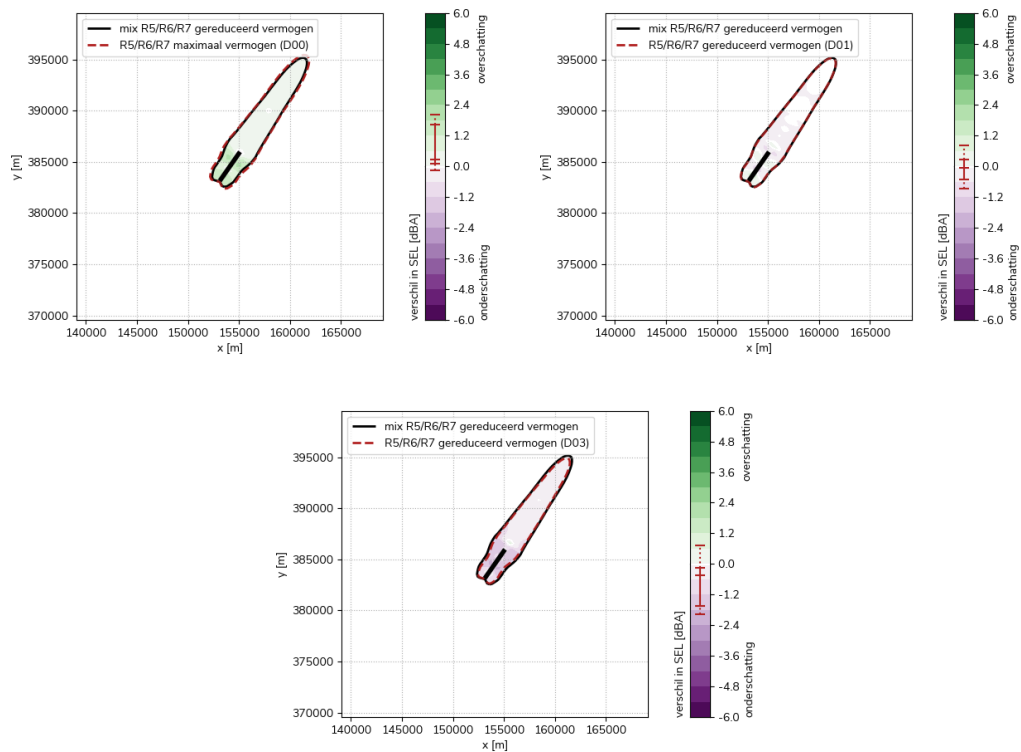 mix R5/R6/R7 gereduceerd vermogen
R5/R6/R7 maximaal vermogen (D00)
395000
390000
385000
380000
375000
370000
y [m]
140000 145000 150000 155000 160000 165000
x [m]
6.0
4.8
3.6
2.4
1.2
0.0
-1.2
-2.4
-3.6
-4.8
-6.0
verschil in SEL [dBA]
onderschatting
overschatting
mix R5/R6/R7 gereduceerd vermogen
R5/R6/R7 gereduceerd vermogen (D01)
395000
390000
385000
380000
375000
370000
y [m]
140000 145000 150000 155000 160000 165000
x [m]
6.0
4.8
3.6
2.4
1.2
0.0
-1.2
-2.4
-3.6
-4.8
-6.0
verschil in SEL [dBA]
onderschatting
overschatting
mix R5/R6/R7 gereduceerd vermogen
R5/R6/R7 gereduceerd vermogen (D03)
395000
390000
385000
380000
375000
370000
y [m]
140000 145000 150000 155000 160000 165000
x [m]
6.0
4.8
3.6
2.4
1.2
0.0
-1.2
-2.4
-3.6
-4.8
-6.0
verschil in SEL [dBA]
onderschatting
overschatting